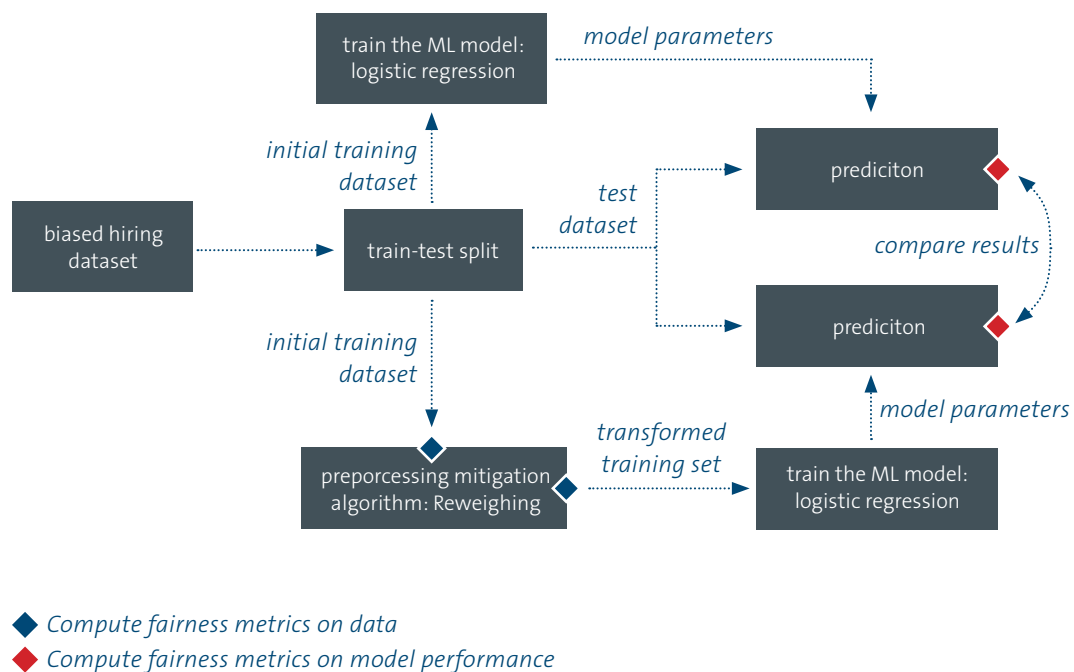 train the ML model:
logistic regression
model parameters
initial training
dataset
prediciton
test
dataset
biased hiring
dataset
train-test split
compare results
prediciton
initial training
dataset
model parameters
transformed
training set
preporcessing mitigation
algorithm: Reweighing
train the ML model:
logistic regression
Compute fairness metrics on data
Compute fairness metrics on model performance